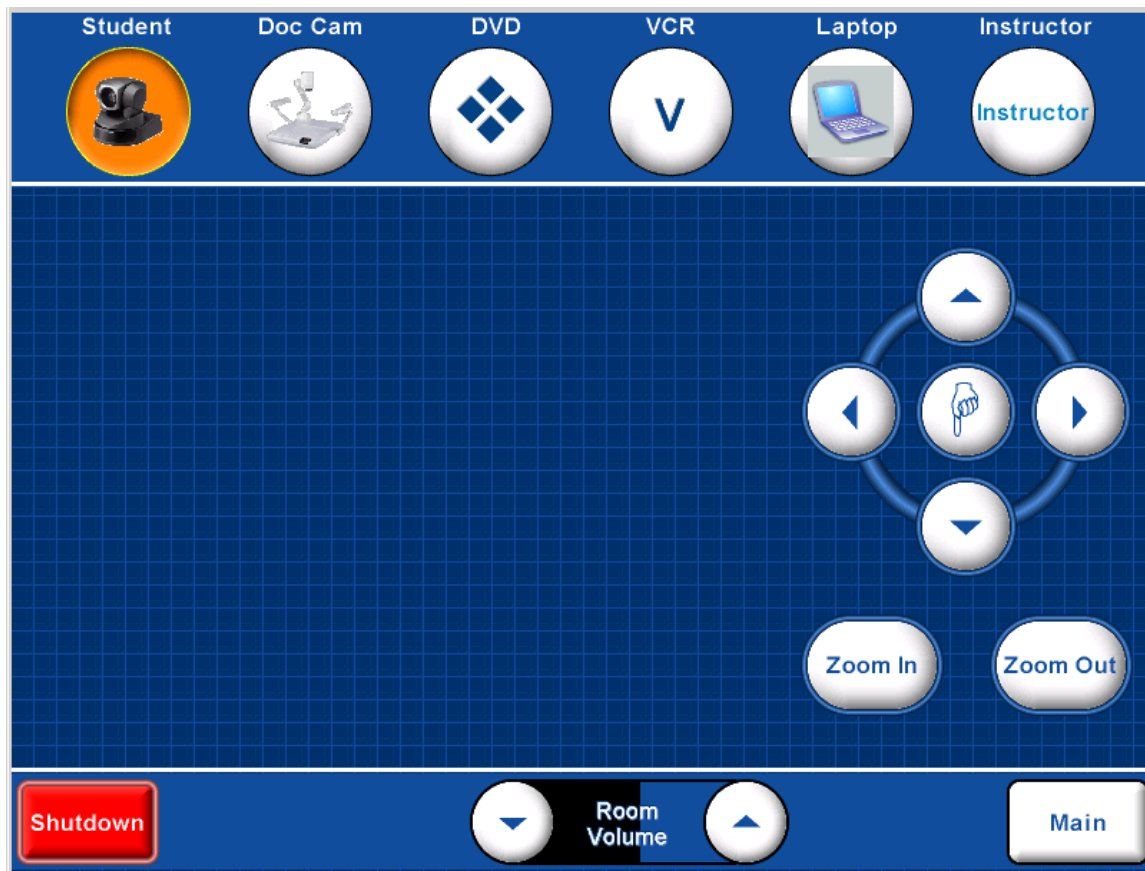 Student
Doc Cam
DVD
VCR
Laptop
Instructor
V
Instructor
Zoom In
Zoom Out
Shutdown
Room
Volume
Main